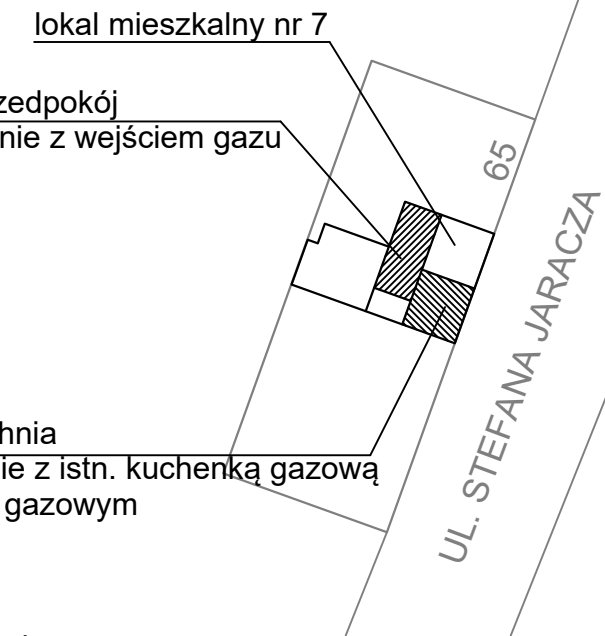 lokal mieszkalny nr 7
zedpokój
nie z wejściem gazu
65
UL. STEFANA JARACZA
hnia
ie z istn. kuchenką gazową
gazowym